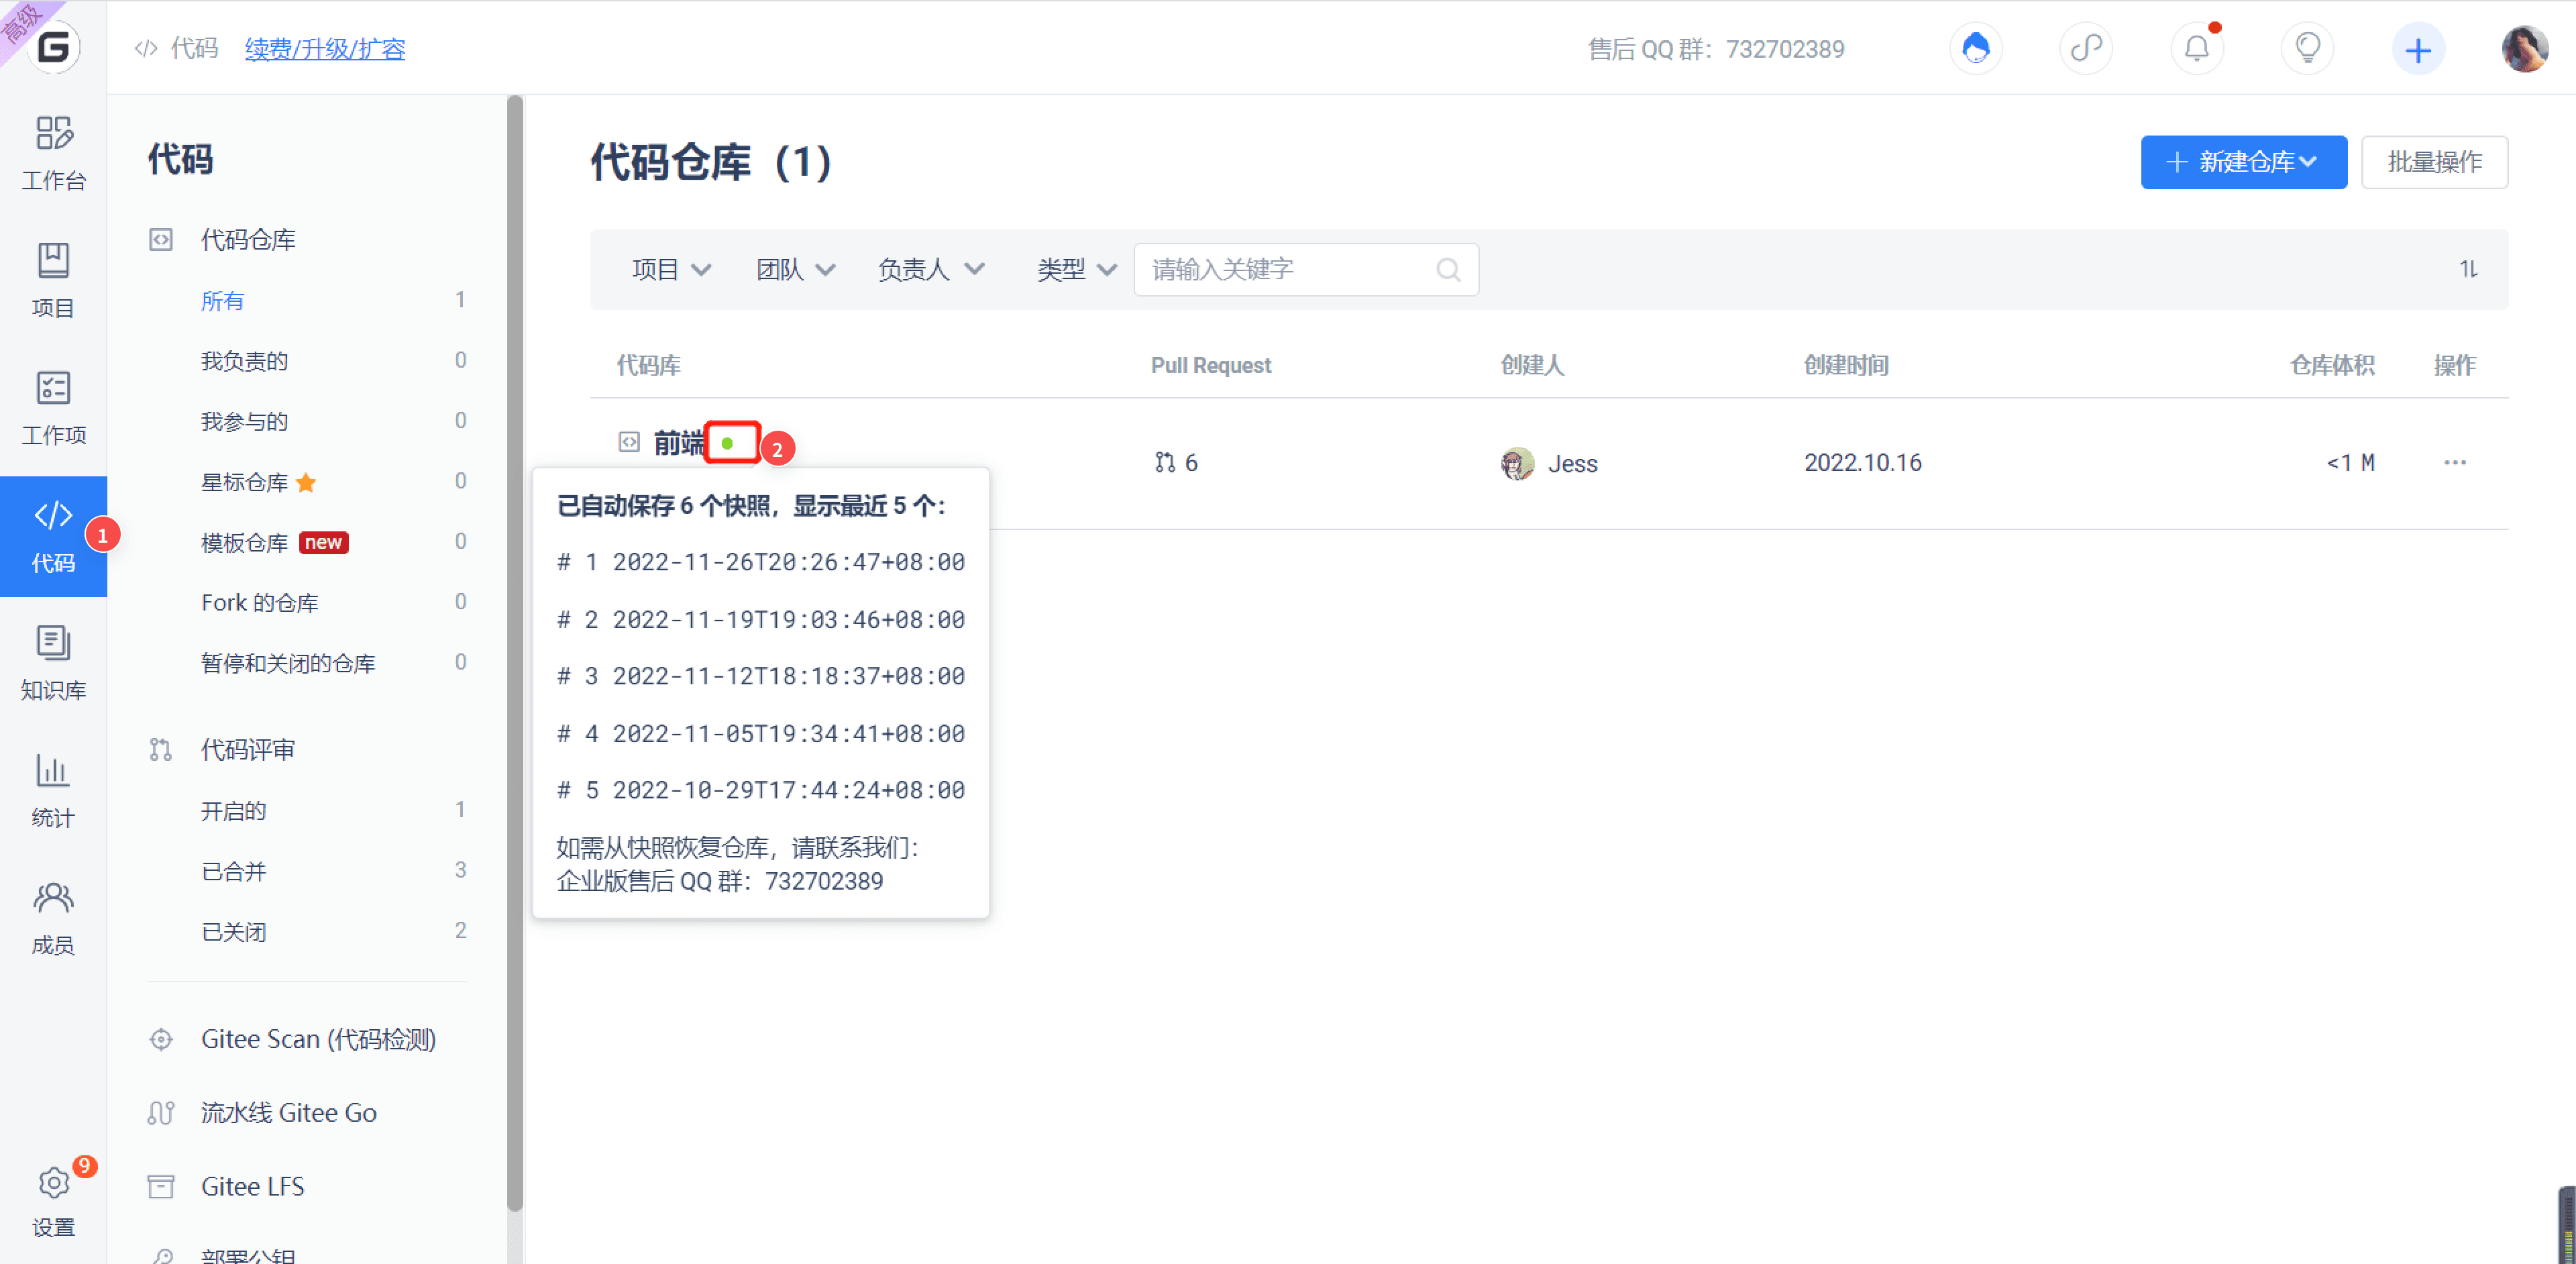 高级
G
代码 续费/升级/扩容
售后 QQ 群：732702389
工作台
项目
工作项
代码
1
知识库
统计
成员
9
设置
代码
代码仓库
所有 1
我负责的 0
我参与的 0
星标仓库 0
模板仓库 new 0
Fork 的仓库 0
暂停和关闭的仓库 0
代码评审
开启的 1
已合并 3
已关闭 2
Gitee Scan (代码检测)
流水线 Gitee Go
Gitee LFS
部署公钥
代码仓库（1）
新建仓库
批量操作
项目 团队 负责人 类型 请输入关键字
代码库 Pull Request 创建人 创建时间 仓库体积 操作
前端 2
6 Jess 2022.10.16 <1 M ···
已自动保存 6 个快照，显示最近 5 个：
# 1 2022-11-26T20:26:47+08:00
# 2 2022-11-19T19:03:46+08:00
# 3 2022-11-12T18:18:37+08:00
# 4 2022-11-05T19:34:41+08:00
# 5 2022-10-29T17:44:24+08:00
如需从快照恢复仓库，请联系我们：
企业版售后 QQ 群：732702389